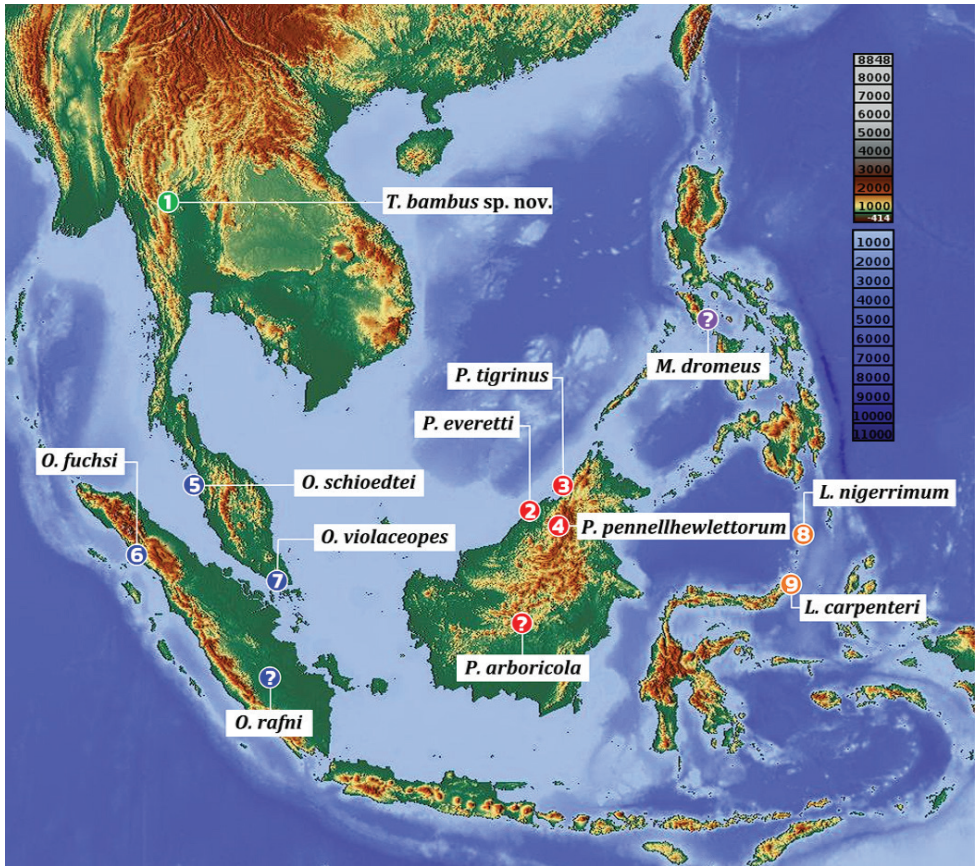 8848
8000
7000
6000
5000
4000
3000
2000
1000
-414
1000
2000
3000
4000
5000
6000
7000
8000
9000
10000
11000
1
T. bambus sp. nov.
?
M. dromeus
P. tigrinus
P. everetti
O. fuchsi
5
O. schioedtei
3
2
L. nigerrimum
4
P. pennellhewlettorum
8
O. violaceopes
6
7
9
L. carpenteri
?
P. arboricola
?
O. rafni